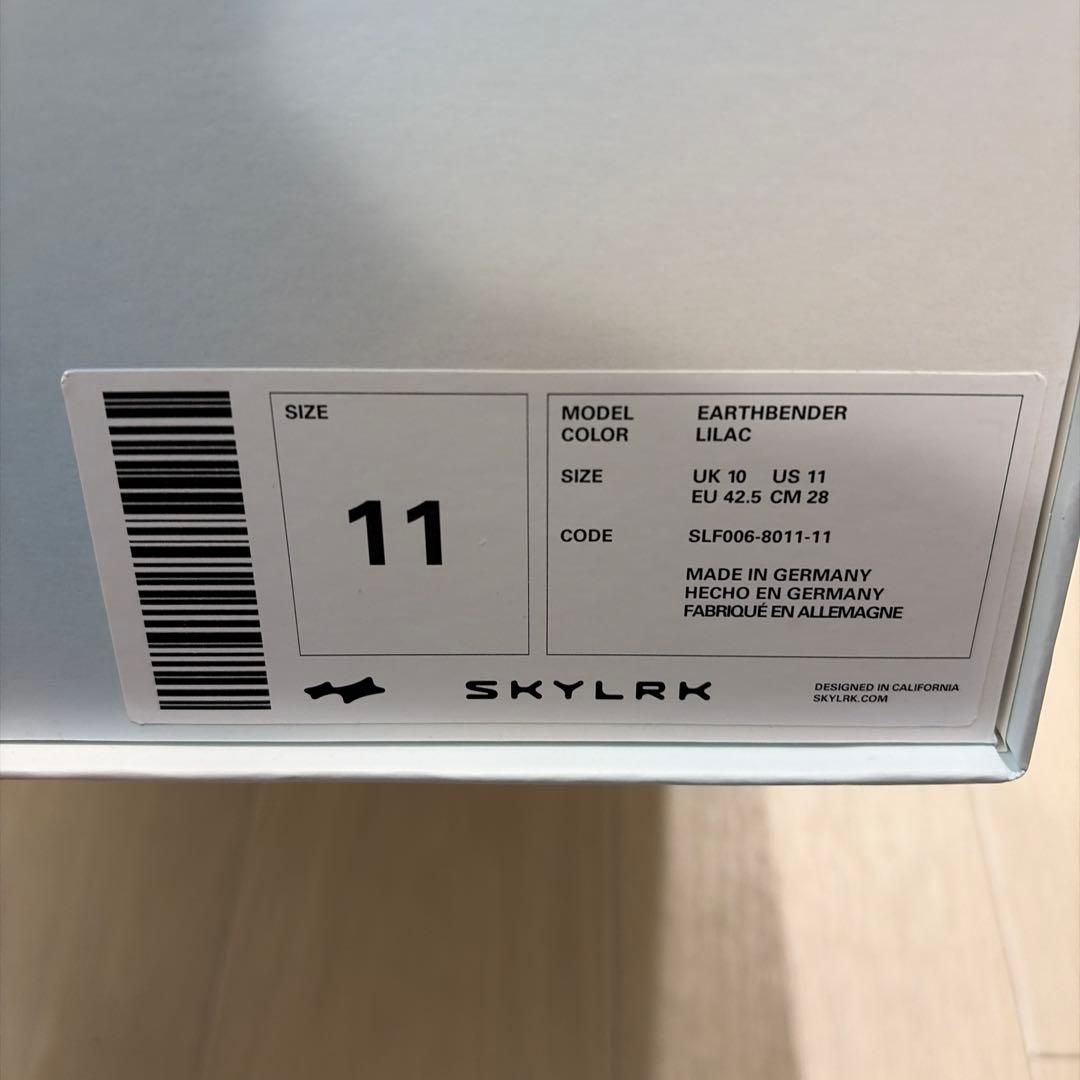 SIZE
11
MODEL EARTHBENDER
COLOR LILAC
SIZE UK 10 US 11
EU 42.5 CM 28
CODE SLF006-8011-11
MADE IN GERMANY
HECHO EN GERMANY
FABRIQUÉ EN ALLEMAGNE
SKYLRK
DESIGNED IN CALIFORNIA
SKYLRK.COM